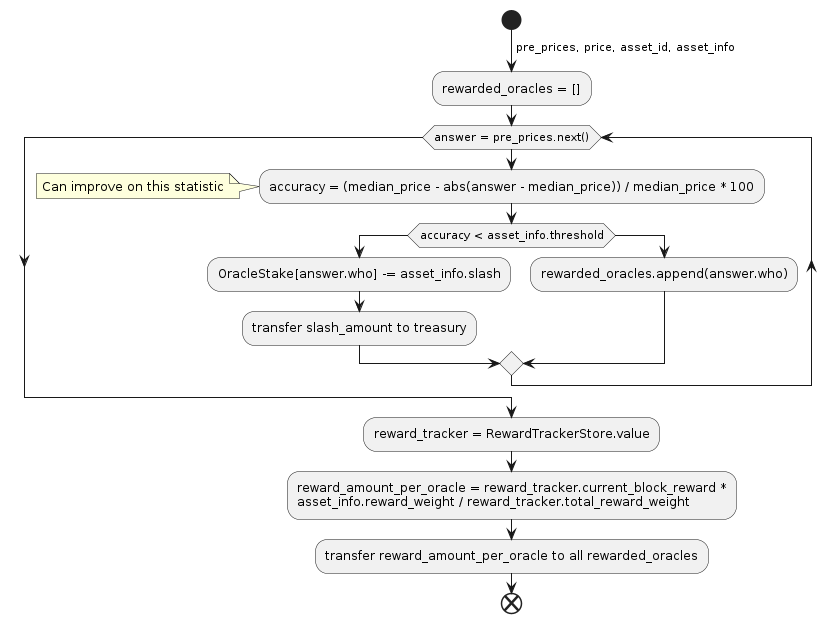 pre_prices, price, asset_id, asset_info
rewarded_oracles = []
answer = pre_prices.next()
Can improve on this statistic
accuracy = (median_price - abs(answer - median_price)) / median_price * 100
accuracy < asset_info.threshold
OracleStake[answer.who] -= asset_info.slash
rewarded_oracles.append(answer.who)
transfer slash_amount to treasury
reward_tracker = RewardTrackerStore.value
reward_amount_per_oracle = reward_tracker.current_block_reward *
asset_info.reward_weight / reward_tracker.total_reward_weight
transfer reward_amount_per_oracle to all rewarded_oracles